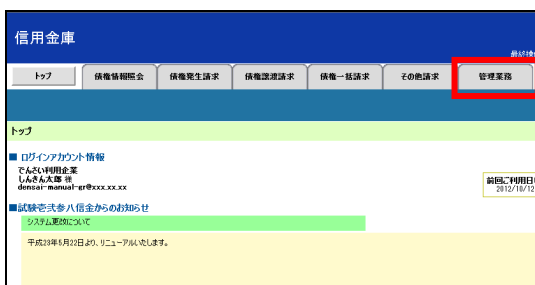 信用金庫
最終操
トップ 債権情報照会 債権発生請求 債権譲渡請求 債権一括請求 その他請求 管理業務
トップ
■ ログインアカウント情報
でんさい利用企業
しんきん太郎 様
densai-manual-gr@xxx.xx.xx
前回ご利用日
2012/10/12
■試験壱弐参八信金からのお知らせ
システム更改について
平成23年5月22日より、リニューアルいたします。